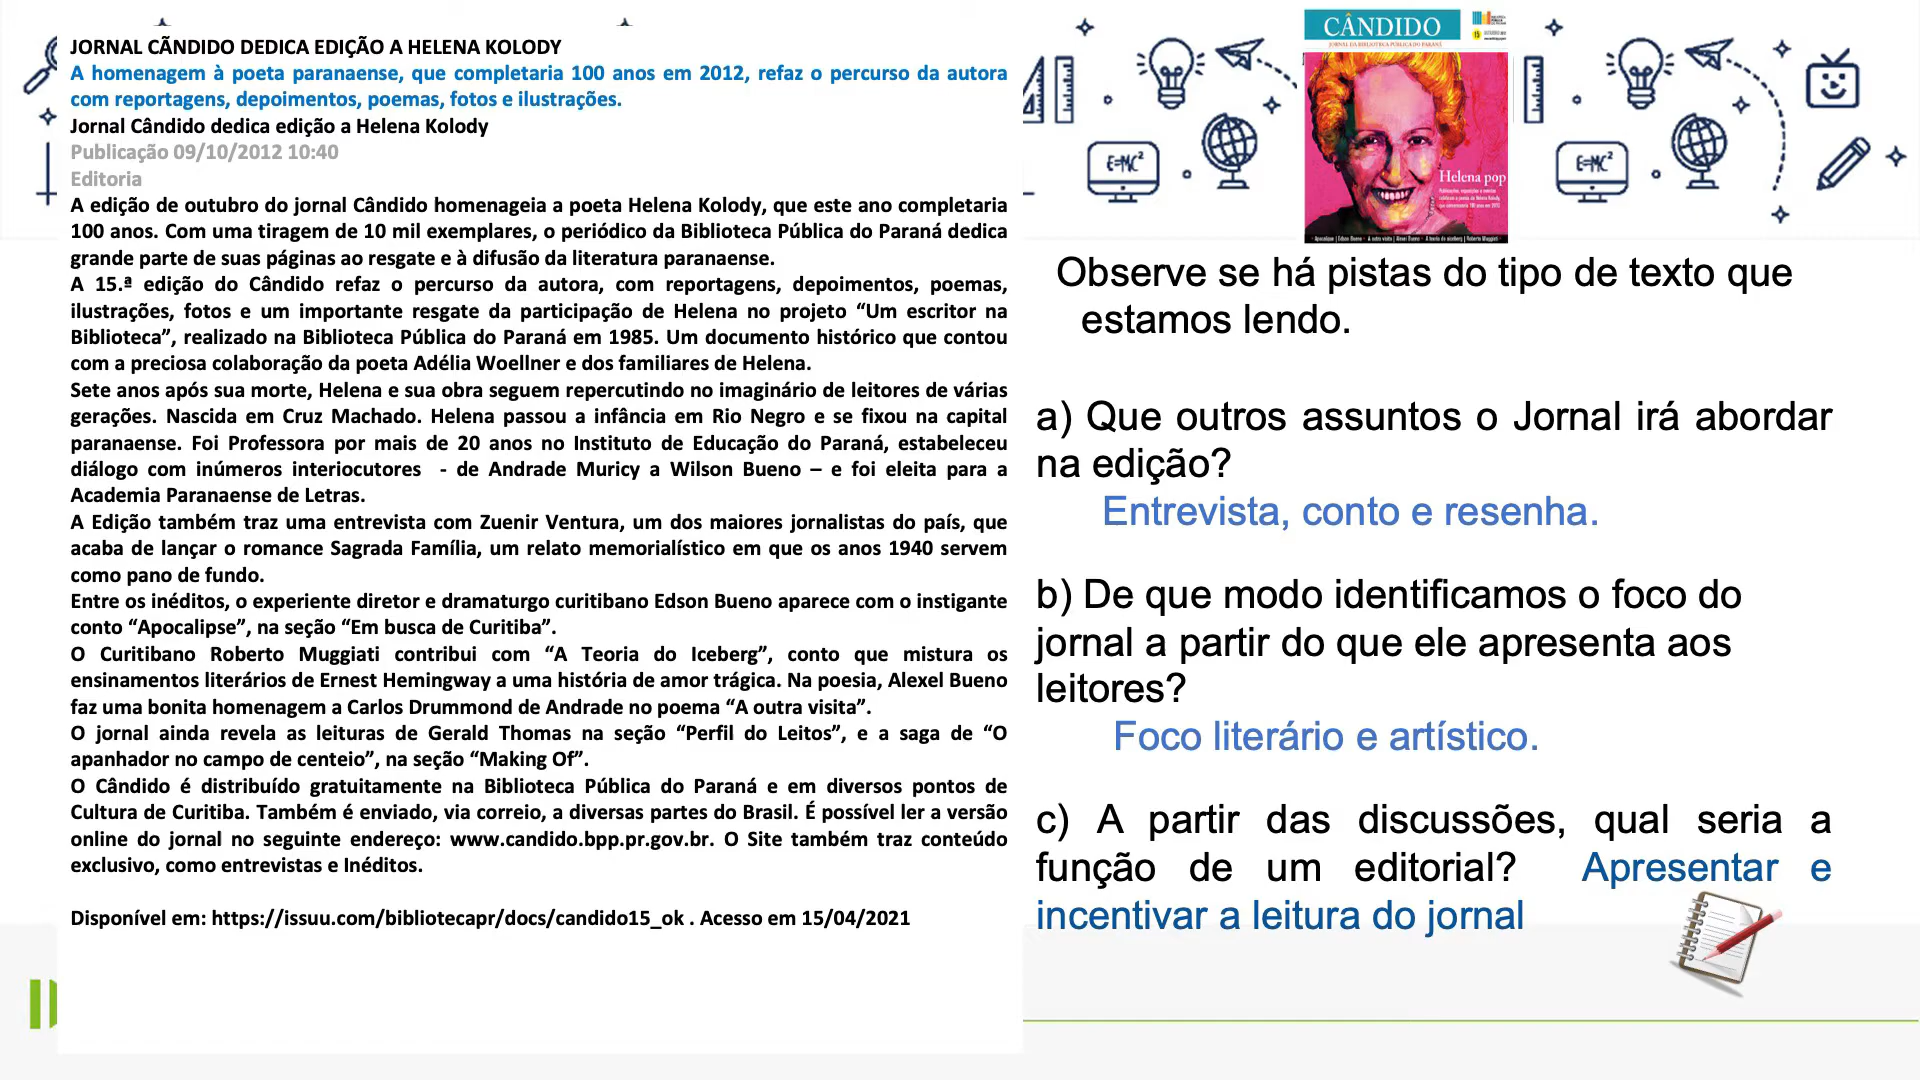 JORNAL CÃNDIDO DEDICA EDIÇÃO A HELENA KOLODY
A homenagem à poeta paranaense, que completaria 100 anos em 2012, refaz o percurso da autora
com reportagens, depoimentos, poemas, fotos e ilustrações.
Jornal Cândido dedica edição a Helena Kolody
Publicação 09/10/2012 10:40
Editoria
A edição de outubro do jornal Cândido homenageia a poeta Helena Kolody, que este ano completaria
100 anos. Com uma tiragem de 10 mil exemplares, o periódico da Biblioteca Pública do Paraná dedica
grande parte de suas páginas ao resgate e à difusão da literatura paranaense.
A 15.ª edição do Cândido refaz o percurso da autora, com reportagens, depoimentos, poemas,
ilustrações, fotos e um importante resgate da participação de Helena no projeto “Um escritor na
Biblioteca”, realizado na Biblioteca Pública do Paraná em 1985. Um documento histórico que contou
com a preciosa colaboração da poeta Adélia Woellner e dos familiares de Helena.
Sete anos após sua morte, Helena e sua obra seguem repercutindo no imaginário de leitores de várias
gerações. Nascida em Cruz Machado. Helena passou a infância em Rio Negro e se fixou na capital
paranaense. Foi Professora por mais de 20 anos no Instituto de Educação do Paraná, estabeleceu
diálogo com inúmeros interiocutores - de Andrade Muricy a Wilson Bueno – e foi eleita para a
Academia Paranaense de Letras.
A Edição também traz uma entrevista com Zuenir Ventura, um dos maiores jornalistas do país, que
acaba de lançar o romance Sagrada Família, um relato memorialístico em que os anos 1940 servem
como pano de fundo.
Entre os inéditos, o experiente diretor e dramaturgo curitibano Edson Bueno aparece com o instigante
conto “Apocalipse”, na seção “Em busca de Curitiba”.
O Curitibano Roberto Muggiati contribui com “A Teoria do Iceberg”, conto que mistura os
ensinamentos literários de Ernest Hemingway a uma história de amor trágica. Na poesia, Alexel Bueno
faz uma bonita homenagem a Carlos Drummond de Andrade no poema “A outra visita”.
O jornal ainda revela as leituras de Gerald Thomas na seção “Perfil do Leitos”, e a saga de “O
apanhador no campo de centeio”, na seção “Making Of”.
O Cândido é distribuído gratuitamente na Biblioteca Pública do Paraná e em diversos pontos de
Cultura de Curitiba. Também é enviado, via correio, a diversas partes do Brasil. É possível ler a versão
online do jornal no seguinte endereço: www.candido.bpp.pr.gov.br. O Site também traz conteúdo
exclusivo, como entrevistas e Inéditos.
Disponível em: https://issuu.com/bibliotecapr/docs/candido15_ok . Acesso em 15/04/2021
CÂNDIDO
JORNAL DA BIBLIOTECA PÚBLICA DO PARANÁ
15
Helena pop
E=MC²
E=MC²
Observe se há pistas do tipo de texto que
estamos lendo.
a) Que outros assuntos o Jornal irá abordar
na edição?
Entrevista, conto e resenha.
b) De que modo identificamos o foco do
jornal a partir do que ele apresenta aos
leitores?
Foco literário e artístico.
c) A partir das discussões, qual seria a
função de um editorial? Apresentar e
incentivar a leitura do jornal